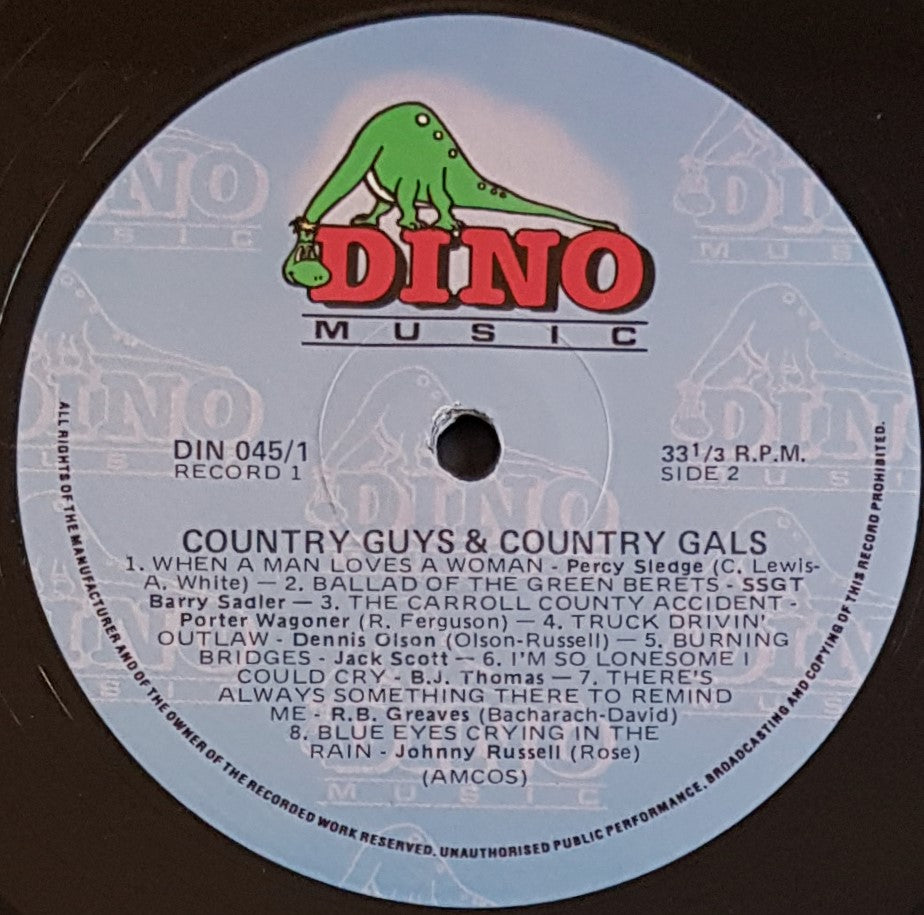 DINO
MUSIC
DIN 045/1
RECORD 1
33 1/3 R.P.M.
SIDE 2
COUNTRY GUYS & COUNTRY GALS
1. WHEN A MAN LOVES A WOMAN - Percy Sledge (C. Lewis-
A. White) — 2. BALLAD OF THE GREEN BERETS - SSGT
Barry Sadler — 3. THE CARROLL COUNTY ACCIDENT -
Porter Wagoner (R. Ferguson) — 4. TRUCK DRIVIN'
OUTLAW - Dennis Olson (Olson-Russell) — 5. BURNING
BRIDGES - Jack Scott — 6. I'M SO LONESOME I
COULD CRY - B.J. Thomas — 7. THERE'S
ALWAYS SOMETHING THERE TO REMIND
ME - R.B. Greaves (Bacharach-David)
8. BLUE EYES CRYING IN THE
RAIN - Johnny Russell (Rose)
(AMCOS)
ALL RIGHTS OF THE MANUFACTURER AND OF THE OWNER OF THE RECORDED WORK RESERVED. UNAUTHORISED PUBLIC PERFORMANCE, BROADCASTING AND COPYING OF THIS RECORD PROHIBITED.